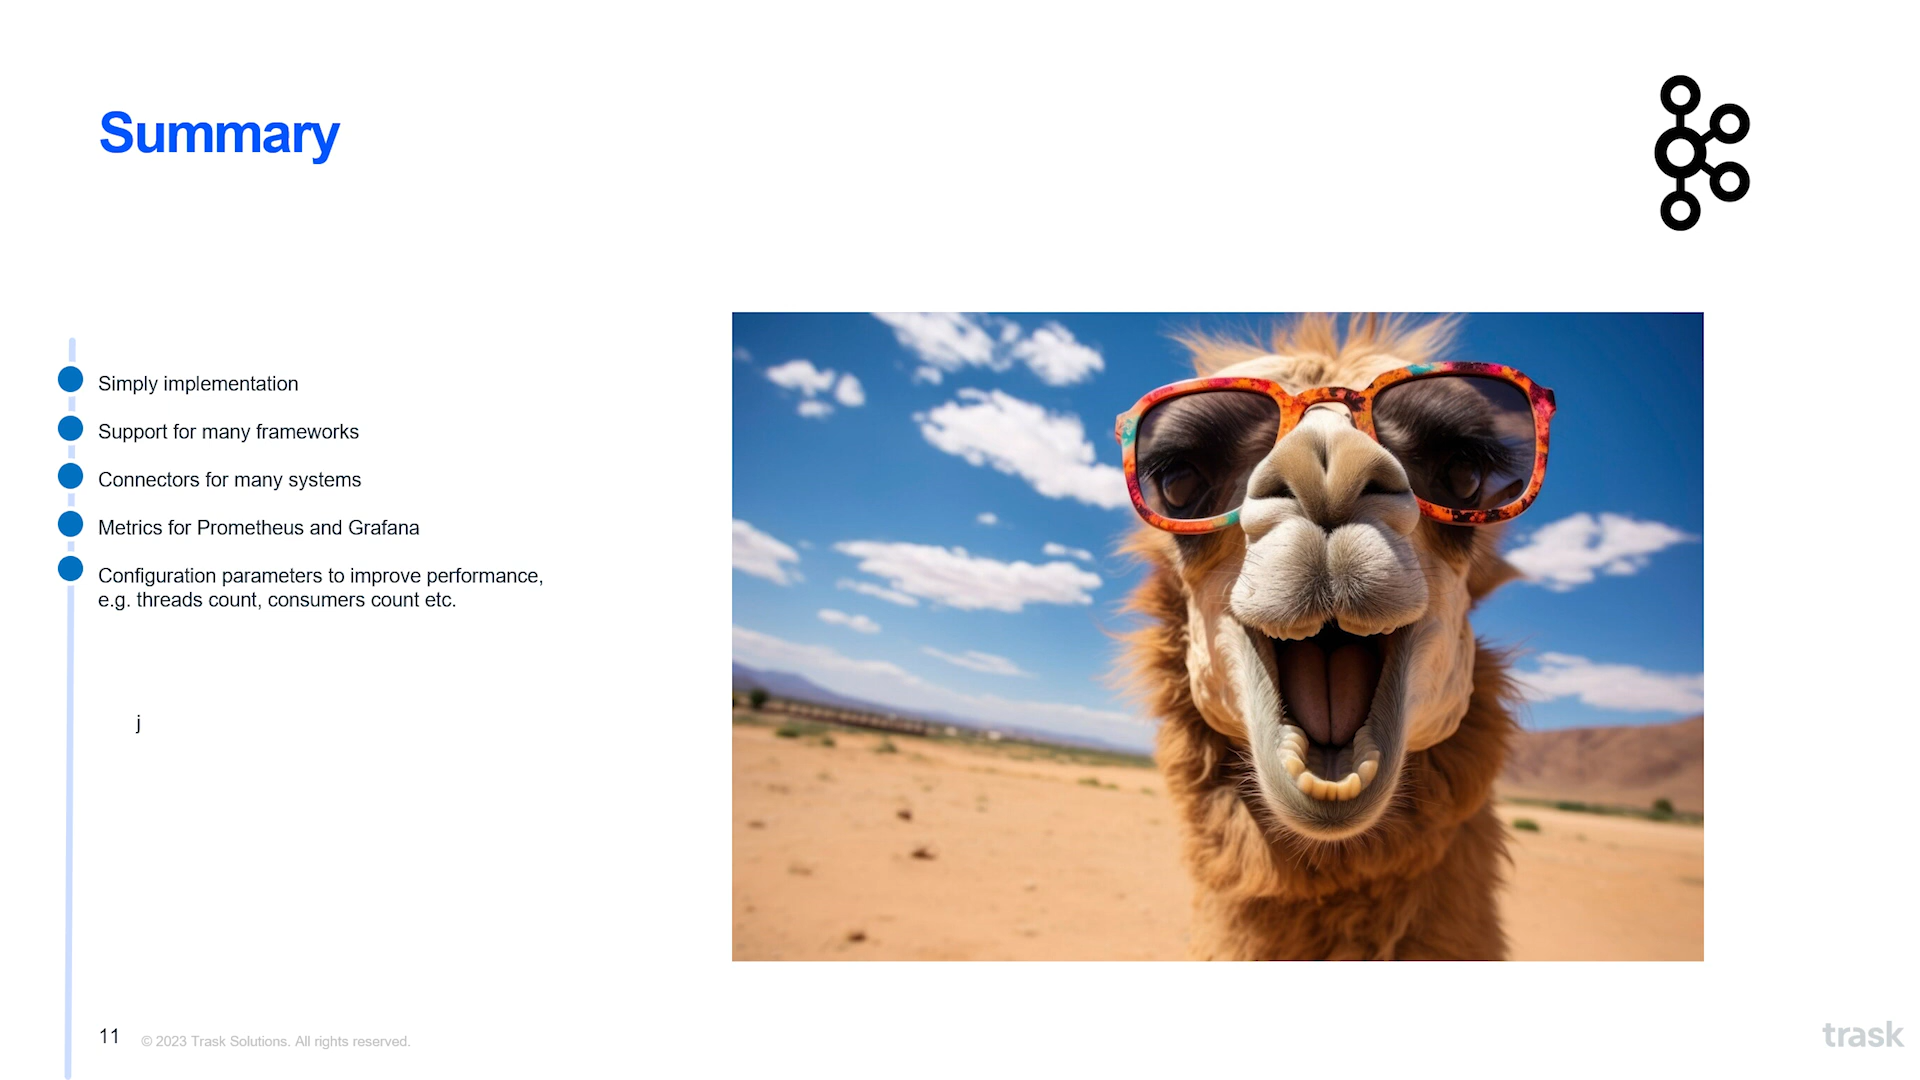 Summary
Simply implementation
Support for many frameworks
Connectors for many systems
Metrics for Prometheus and Grafana
Configuration parameters to improve performance,
e.g. threads count, consumers count etc.
j
11
© 2023 Trask Solutions. All rights reserved.
trask